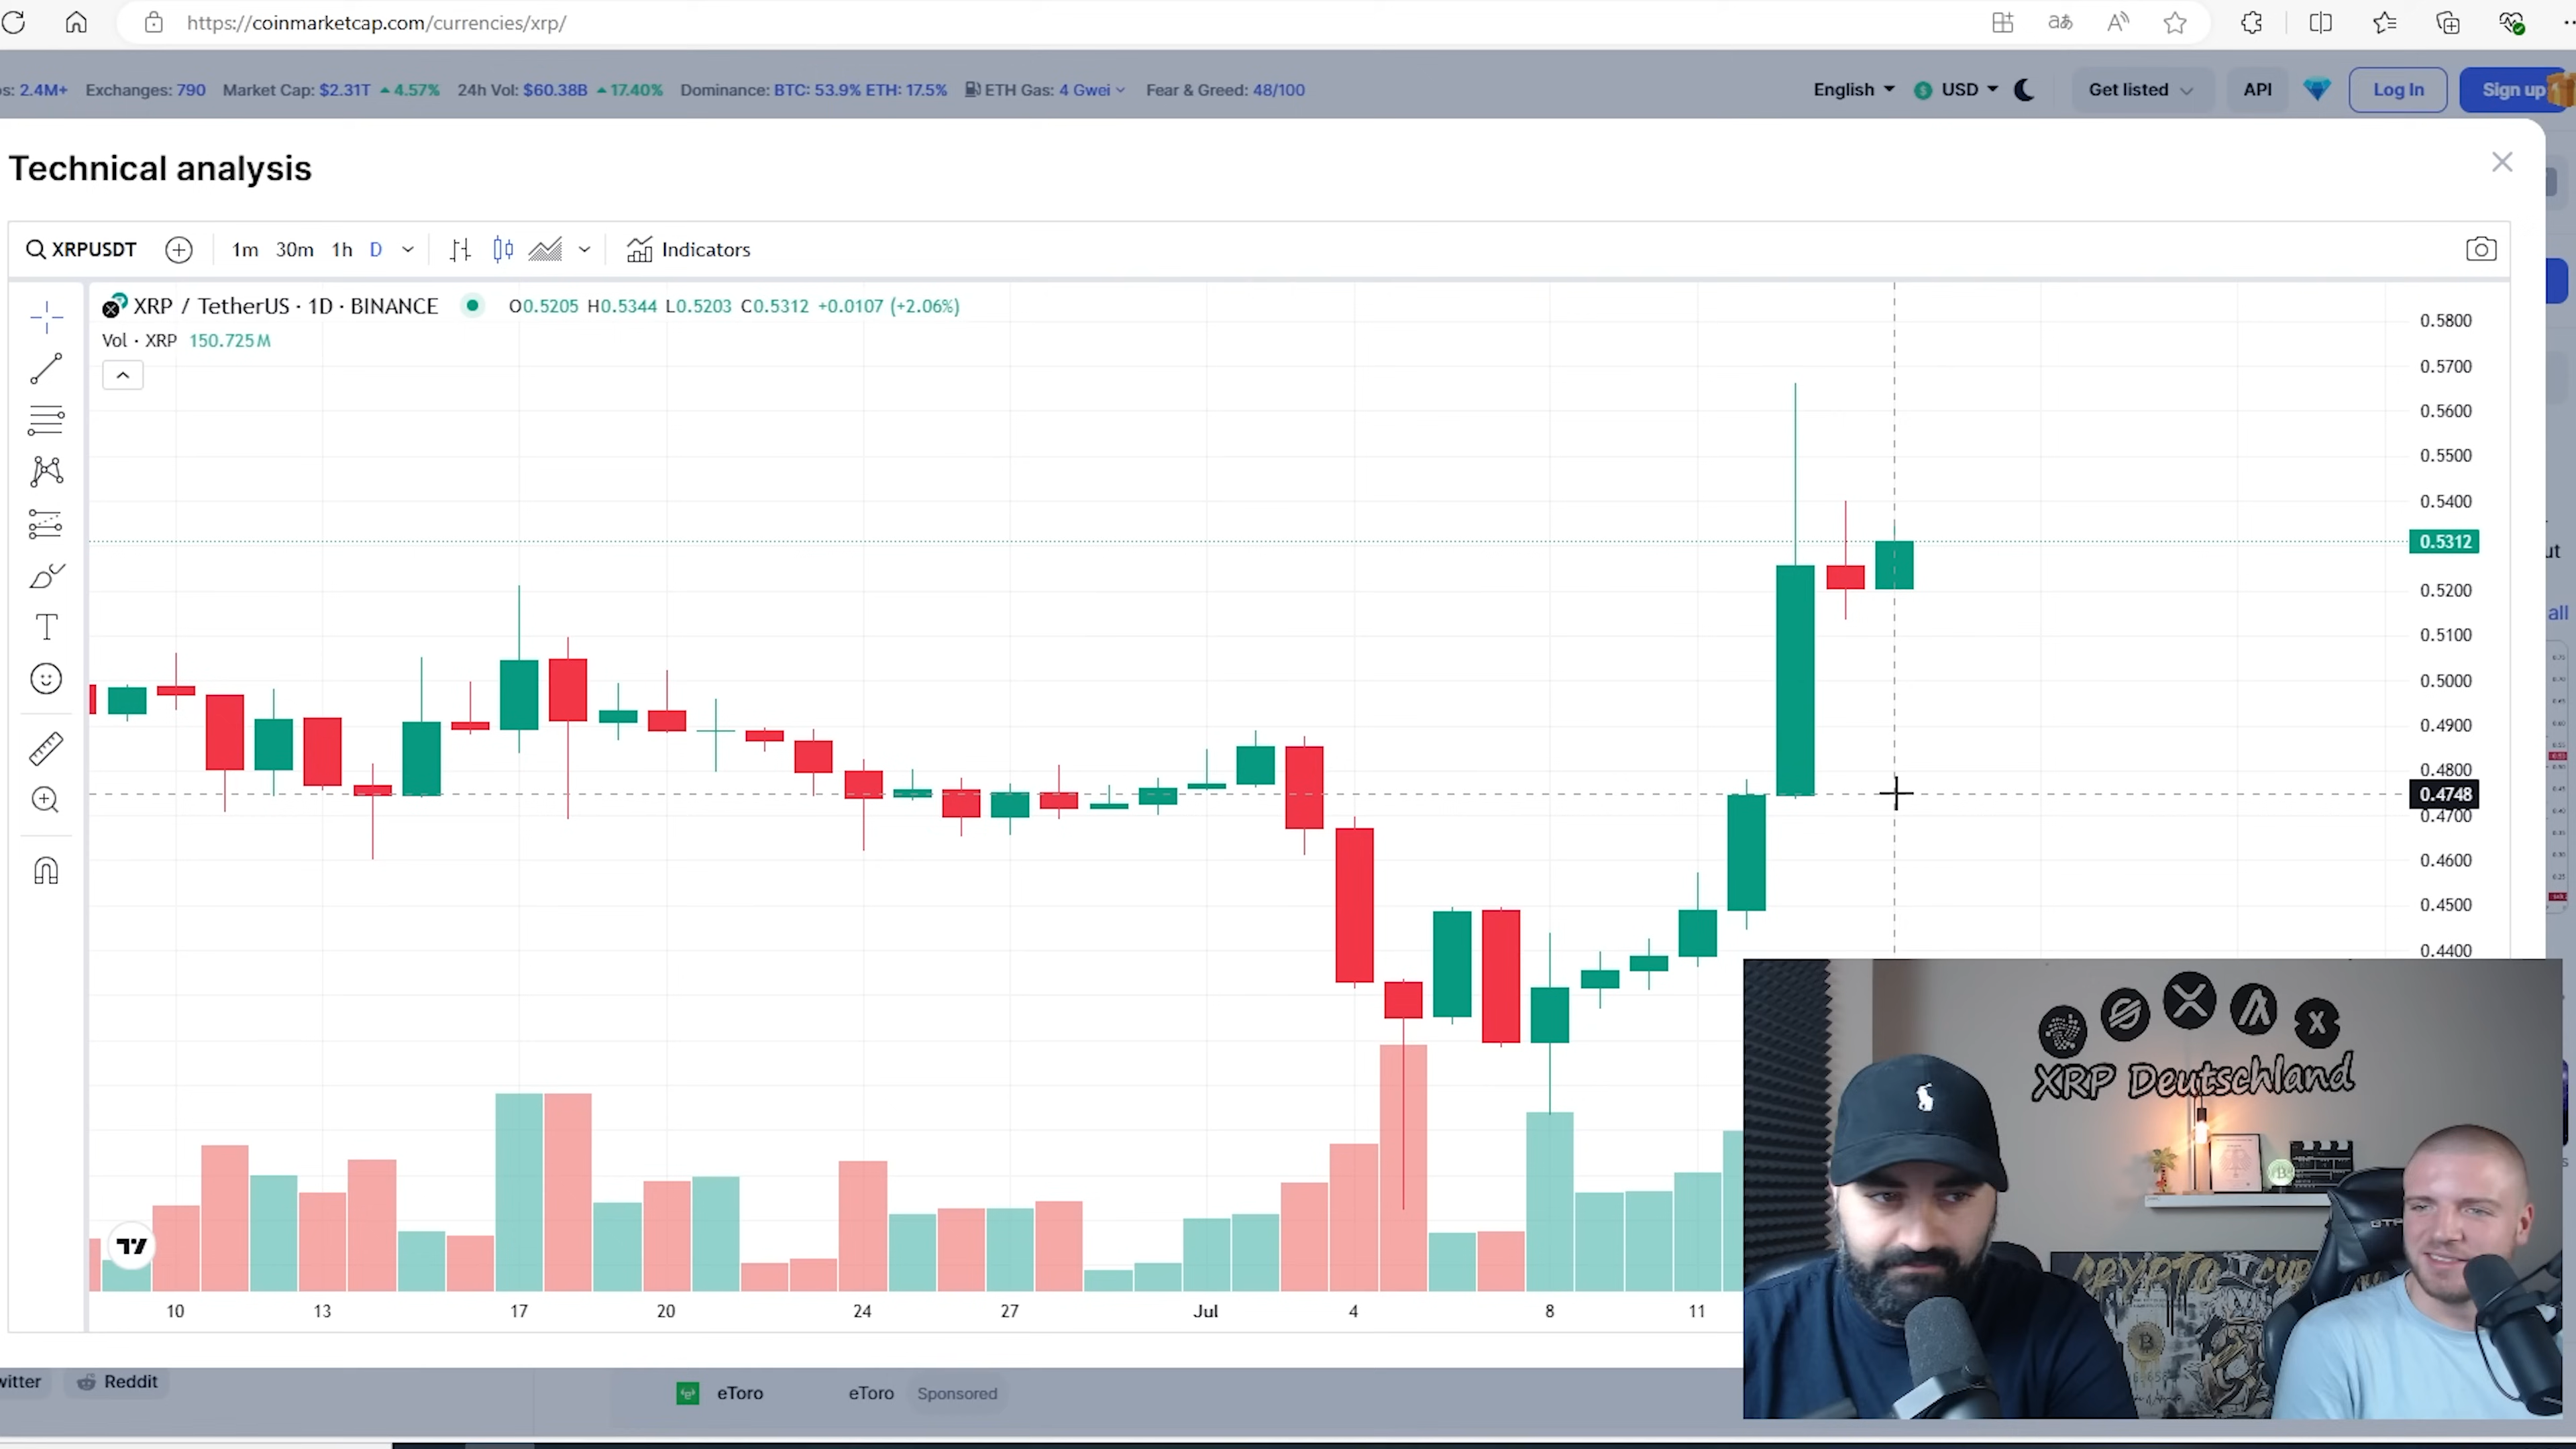 https://coinmarketcap.com/currencies/xrp/
s: 2.4M+ Exchanges: 790 Market Cap: $2.31T 4.57% 24h Vol: $60.38B 17.40% Dominance: BTC: 53.9% ETH: 17.5% ETH Gas: 4 Gwei Fear & Greed: 48/100 English USD Get listed API Log In Sign up
Technical analysis
XRPUSDT 1m 30m 1h D Indicators
XRP / TetherUS · 1D · BINANCE O0.5205 H0.5344 L0.5203 C0.5312 +0.0107 (+2.06%)
Vol · XRP 150.725M
0.5800
0.5700
0.5600
0.5500
0.5400
0.5312
0.5200
0.5100
0.5000
0.4900
0.4800
0.4748
0.4700
0.4600
0.4500
0.4400
ut
all
XRP Deutschland
GTP
CRYPTO
10 13 17 20 24 27 Jul 4 8 11
witter Reddit
eToro eToro Sponsored